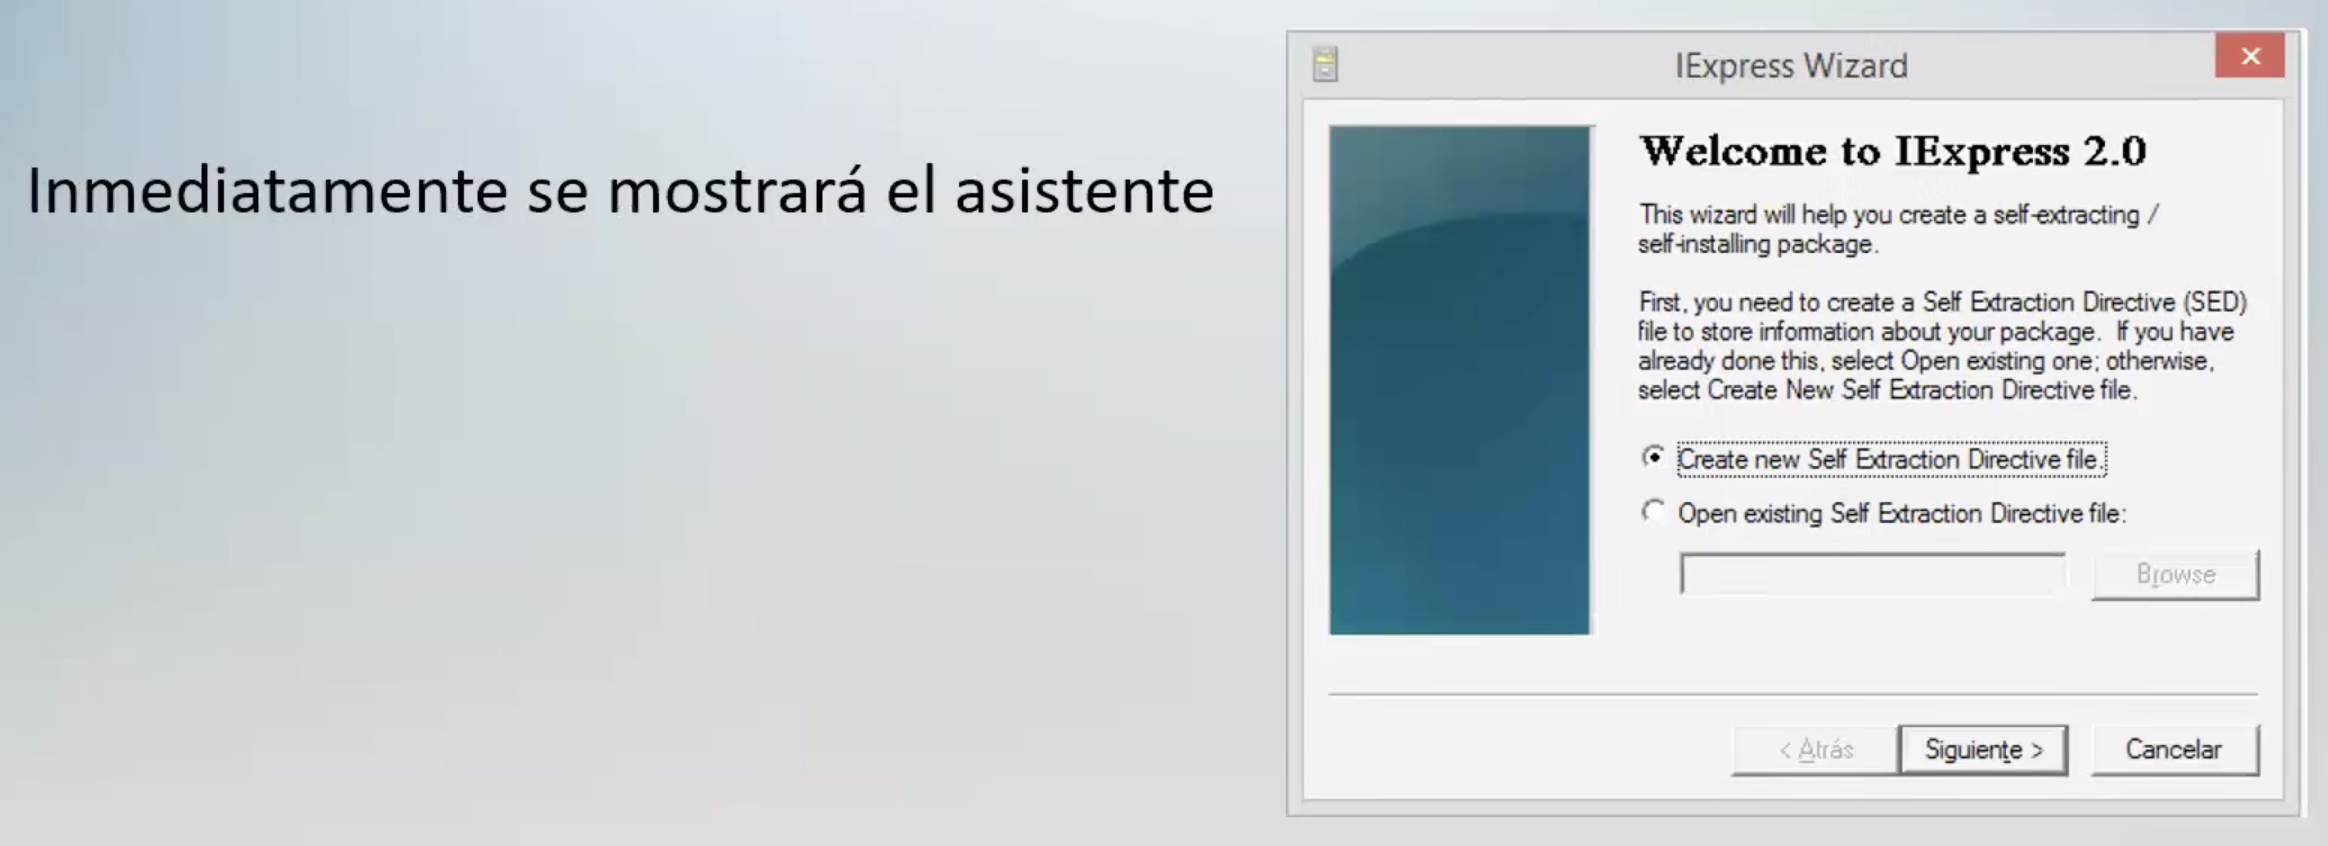 Inmediatamente se mostrará el asistente
IExpress Wizard
Welcome to IExpress 2.0
This wizard will help you create a self-extracting /
self-installing package.
First, you need to create a Self Extraction Directive (SED)
file to store information about your package. If you have
already done this, select Open existing one; otherwise,
select Create New Self Extraction Directive file.
Create new Self Extraction Directive file.
Open existing Self Extraction Directive file:
Browse
< Atrás
Siguiente >
Cancelar